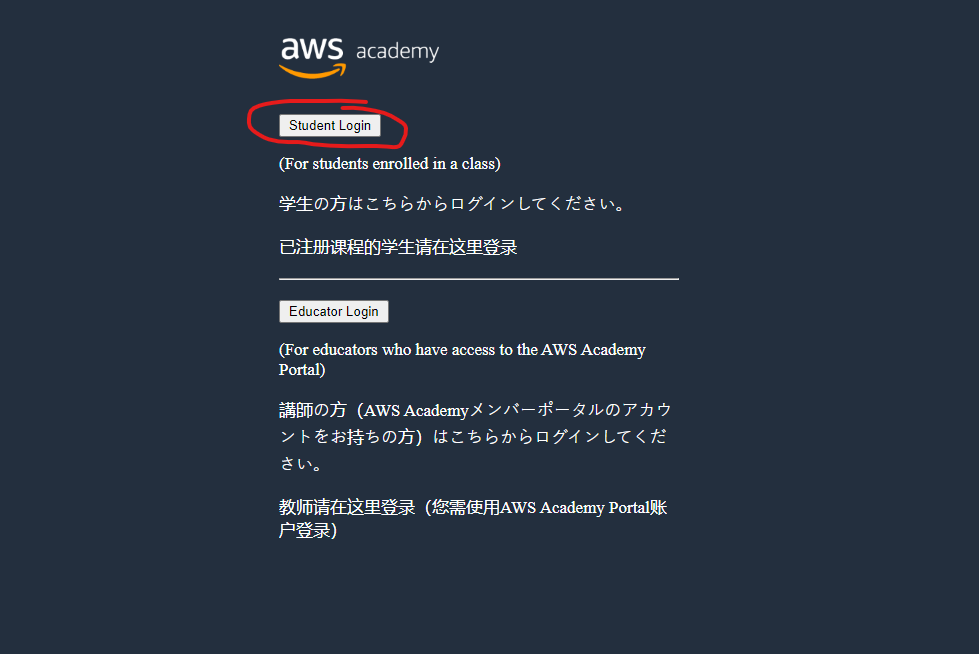 aws academy
Student Login
(For students enrolled in a class)
学生の方はこちらからログインしてください。
已注册课程的学生请在这里登录
Educator Login
(For educators who have access to the AWS Academy
Portal)
講師の方（AWS Academyメンバーポータルのアカウ
ントをお持ちの方）はこちらからログインしてくだ
さい。
教师请在这里登录（您需使用AWS Academy Portal账
户登录）